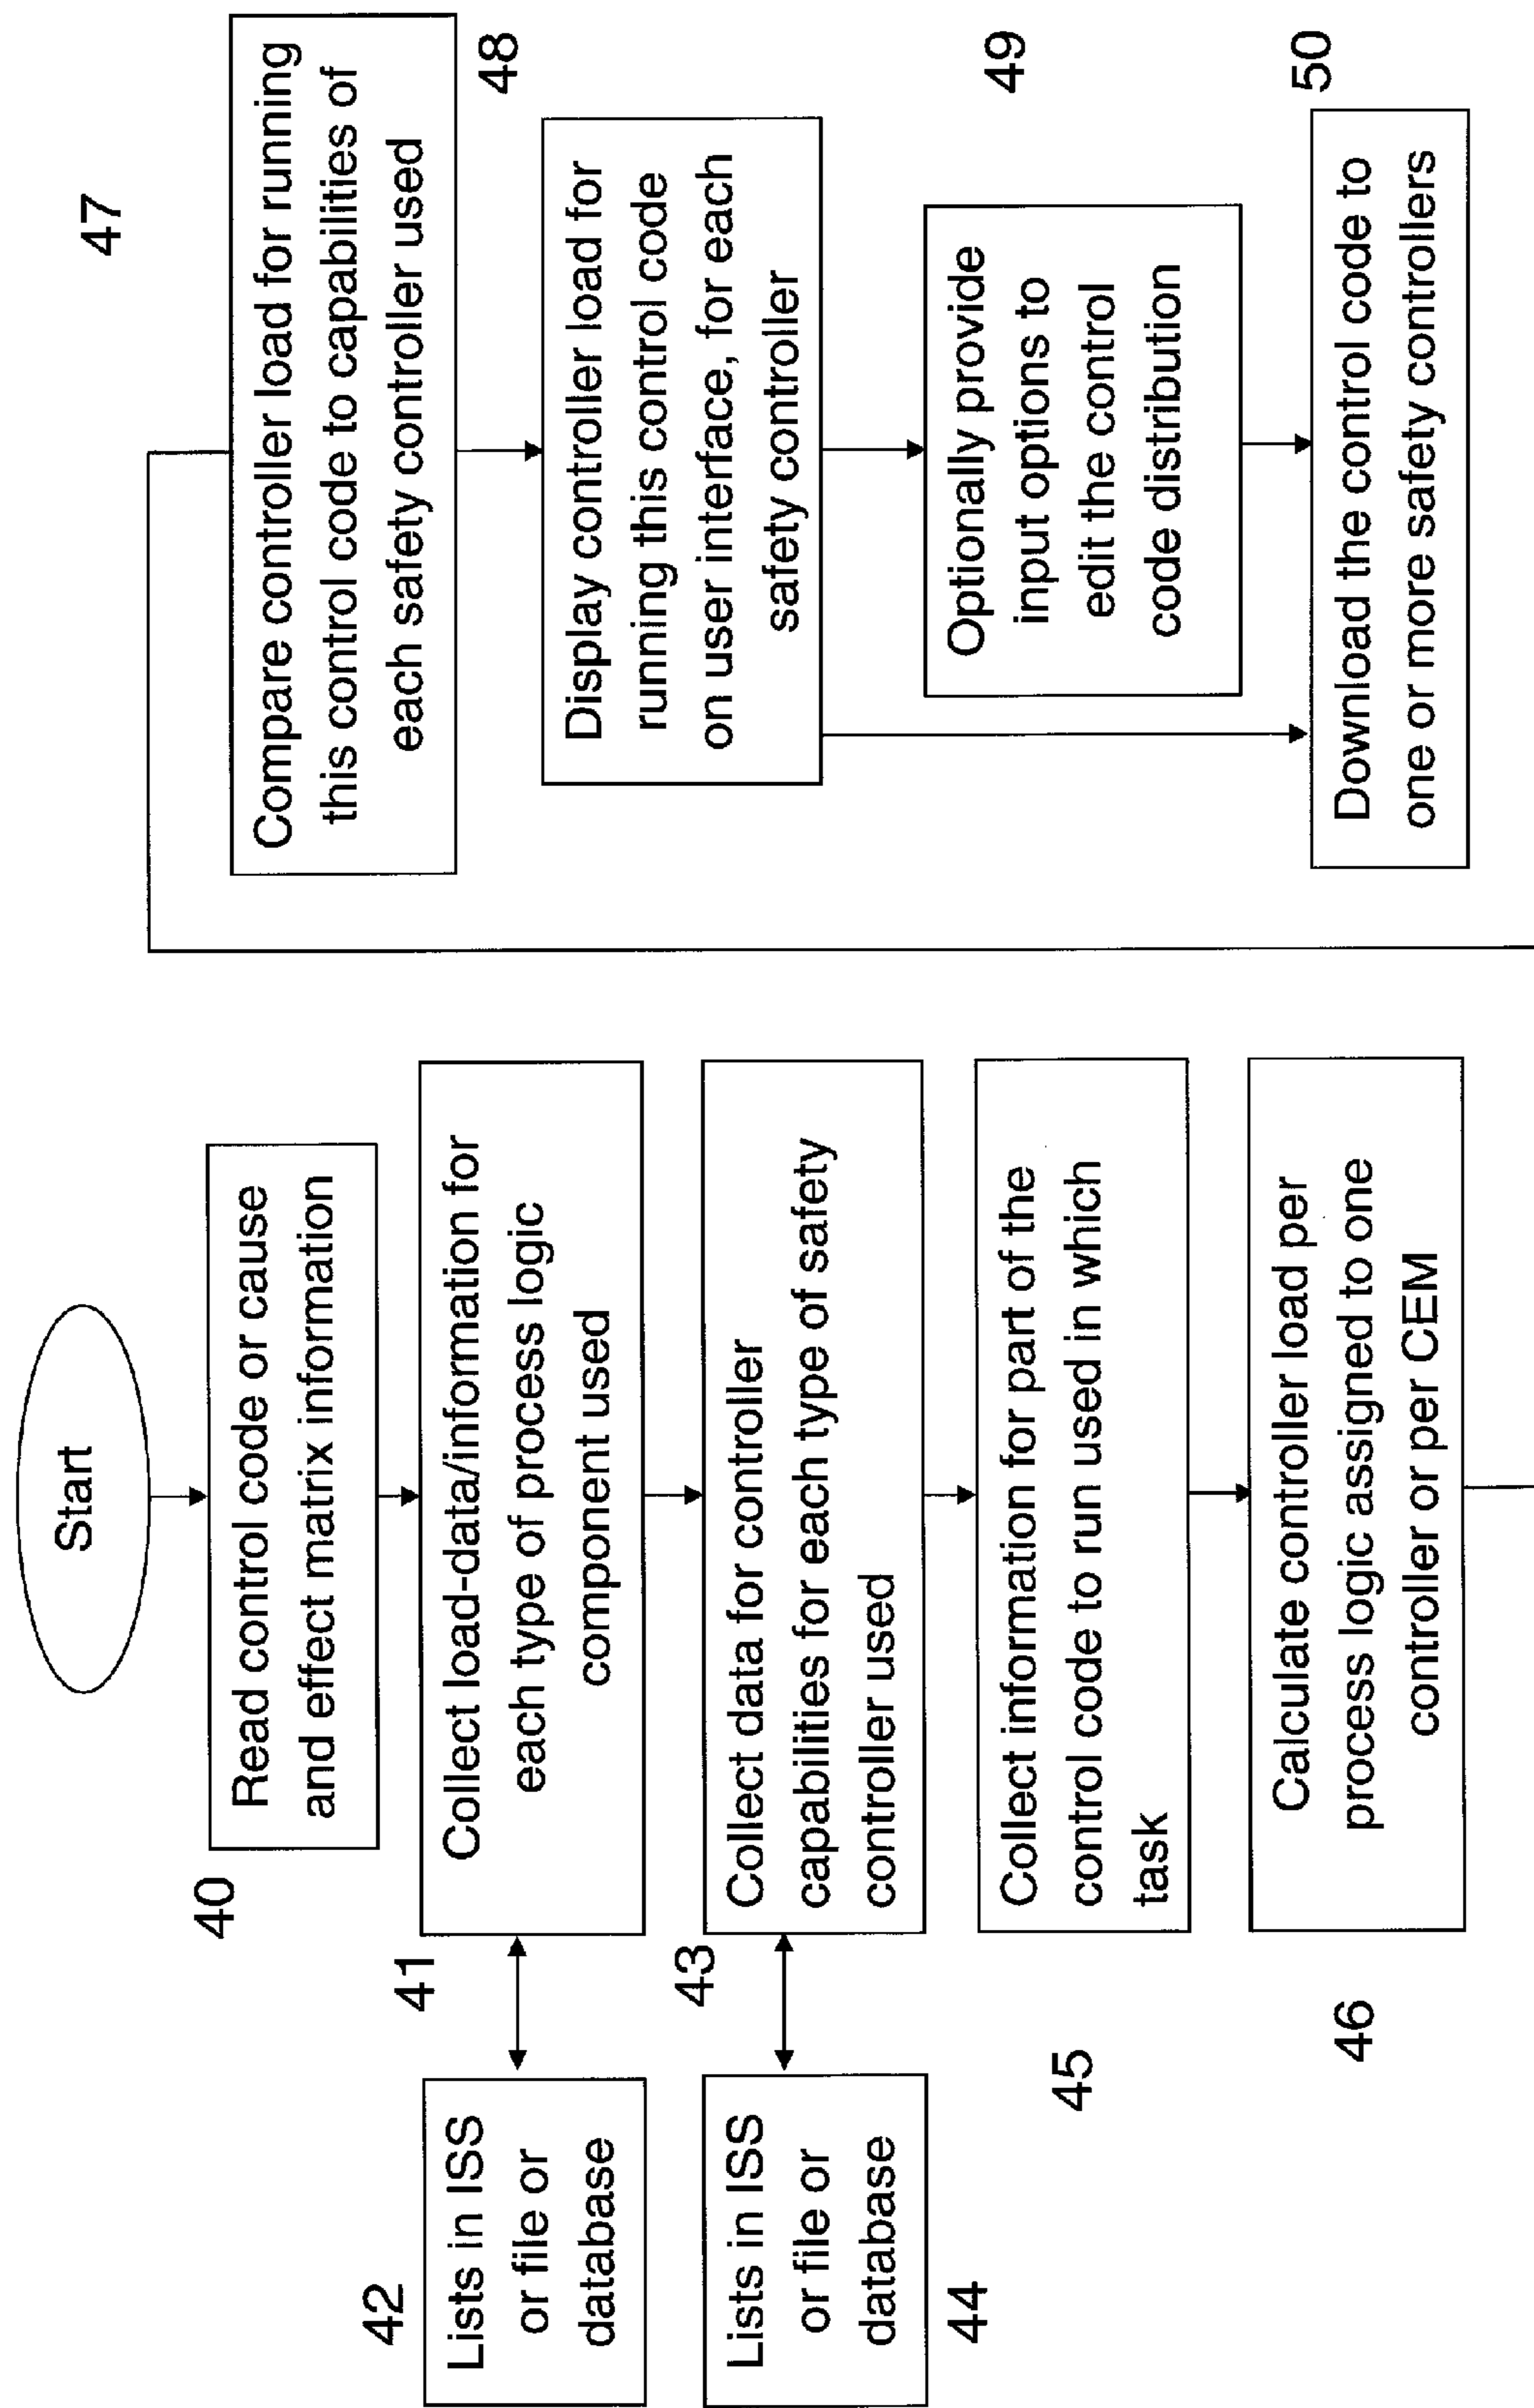 Start
40
Read control code or cause
and effect matrix information
41
Collect load-data/information for
each type of process logic
component used
42
Lists in ISS
or file or
database
43
Collect data for controller
capabilities for each type of safety
controller used
44
Lists in ISS
or file or
database
45
Collect information for part of the
control code to run used in which
task
46
Calculate controller load per
process logic assigned to one
controller or per CEM
47
Compare controller load for running
this control code to capabilities of
each safety controller used
48
Display controller load for
running this control code
on user interface, for each
safety controller
49
Optionally provide
input options to
edit the control
code distribution
50
Download the control code to
one or more safety controllers